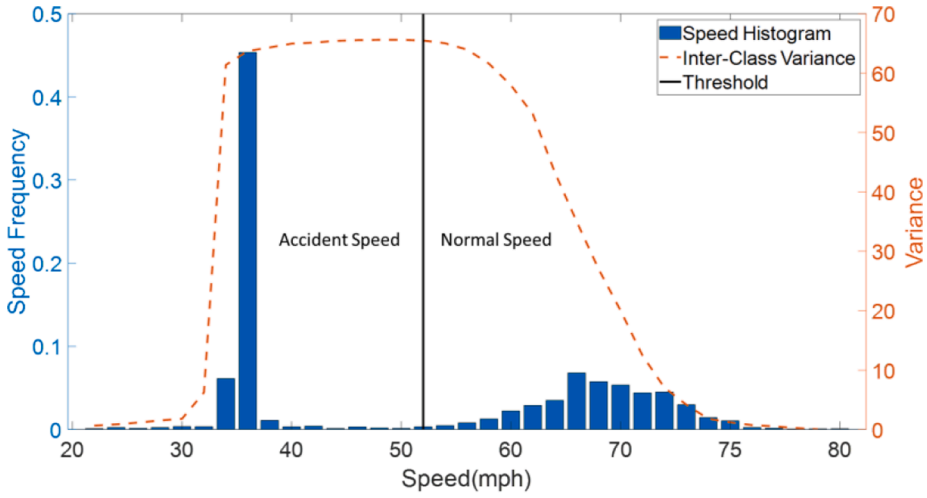 0.5
0.4
0.3
0.2
0.1
0
Speed Frequency
70
60
50
40
30
20
10
0
Variance
Speed Histogram
Inter-Class Variance
Threshold
Accident Speed
Normal Speed
20 30 40 50 60 70 75 80
Speed(mph)